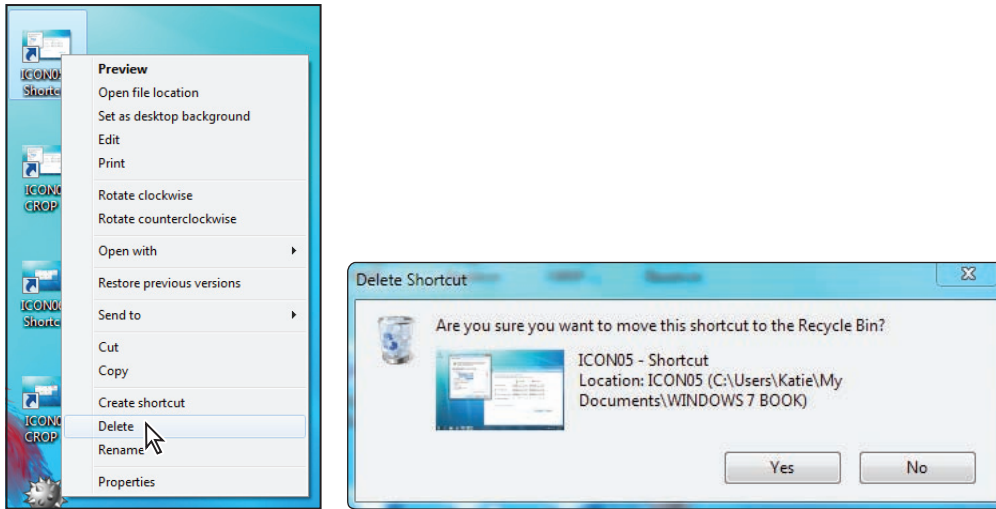 ICON05
Shortc
Preview
Open file location
Set as desktop background
Edit
Print
ICON0
CROP
Rotate clockwise
Rotate counterclockwise
Open with
Restore previous versions
ICON06
Shortc
Send to
Cut
Copy
Create shortcut
ICON0
CROP
Delete
Rename
Properties
Delete Shortcut
Are you sure you want to move this shortcut to the Recycle Bin?
ICON05 - Shortcut
Location: ICON05 (C:\Users\Katie\My
Documents\WINDOWS 7 BOOK)
Yes
No